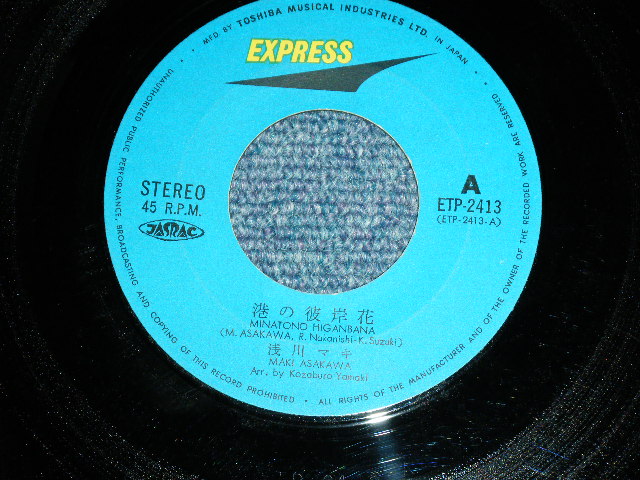 MFD. BY TOSHIBA MUSICAL INDUSTRIES LTD. IN JAPAN
EXPRESS
STEREO
45 R.P.M.
JASRAC
A
ETP-2413
(ETP-2413-A)
港の彼岸花
MINATONO HIGANBANA
(M. ASAKAWA, R. Nakanishi-K. Suzuki)
浅川マキ
MAKI ASAKAWA
Arr. by Kozaburo Yamaki
UNAUTHORIZED PUBLIC PERFORMANCE, BROADCASTING AND COPYING OF THIS RECORD PROHIBITED • ALL RIGHTS OF THE MANUFACTURER AND OF THE OWNER OF THE RECORDED WORK ARE RESERVED